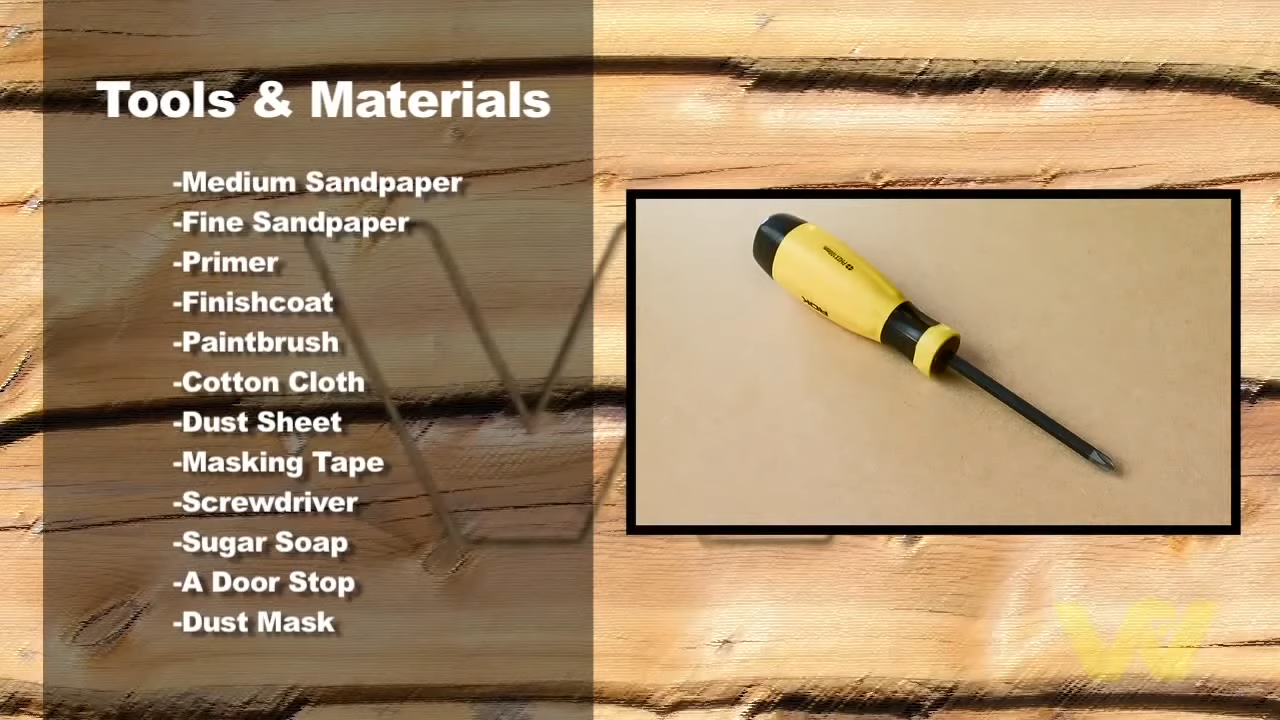 Tools & Materials
-Medium Sandpaper
-Fine Sandpaper
-Primer
-Finishcoat
-Paintbrush
-Cotton Cloth
-Dust Sheet
-Masking Tape
-Screwdriver
-Sugar Soap
-A Door Stop
-Dust Mask